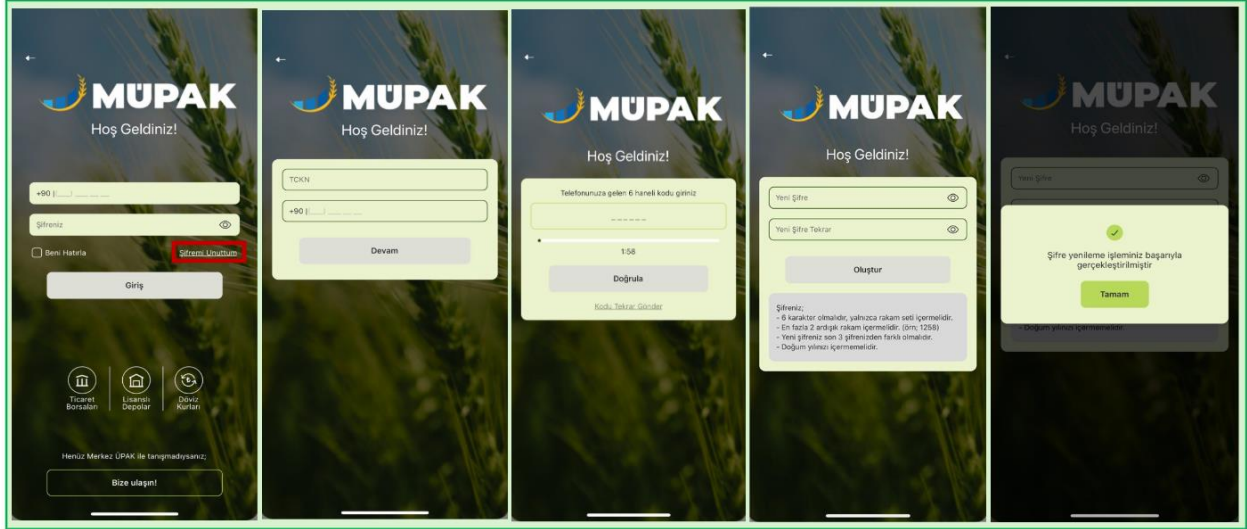 MÜPAK
Hoş Geldiniz!
+90 (___) ___ __ __
Şifreniz
Beni Hatırla
Şifremi Unuttum
Giriş
Ticaret
Borsaları
Lisanslı
Depolar
Döviz
Kurları
Henüz Merkez ÜPAK ile tanışmadıysanız;
Bize ulaşın!
MÜPAK
Hoş Geldiniz!
TCKN
+90 (___) ___ __ __
Devam
MÜPAK
Hoş Geldiniz!
Telefonunuza gelen 6 haneli kodu giriniz
______
1:58
Doğrula
Kodu Tekrar Gönder
MÜPAK
Hoş Geldiniz!
Yeni Şifre
Yeni Şifre Tekrar
Oluştur
Şifreniz;
- 6 karakter olmalıdır, yalnızca rakam seti içermelidir.
- En fazla 2 ardışık rakam içermelidir. (örn; 1258)
- Yeni şifreniz son 3 şifrenizden farklı olmalıdır.
- Doğum yılınızı içermemelidir.
MÜPAK
Hoş Geldiniz!
Yeni Şifre
Şifre yenileme işleminiz başarıyla
gerçekleştirilmiştir
Tamam
- Doğum yılınızı içermemelidir.